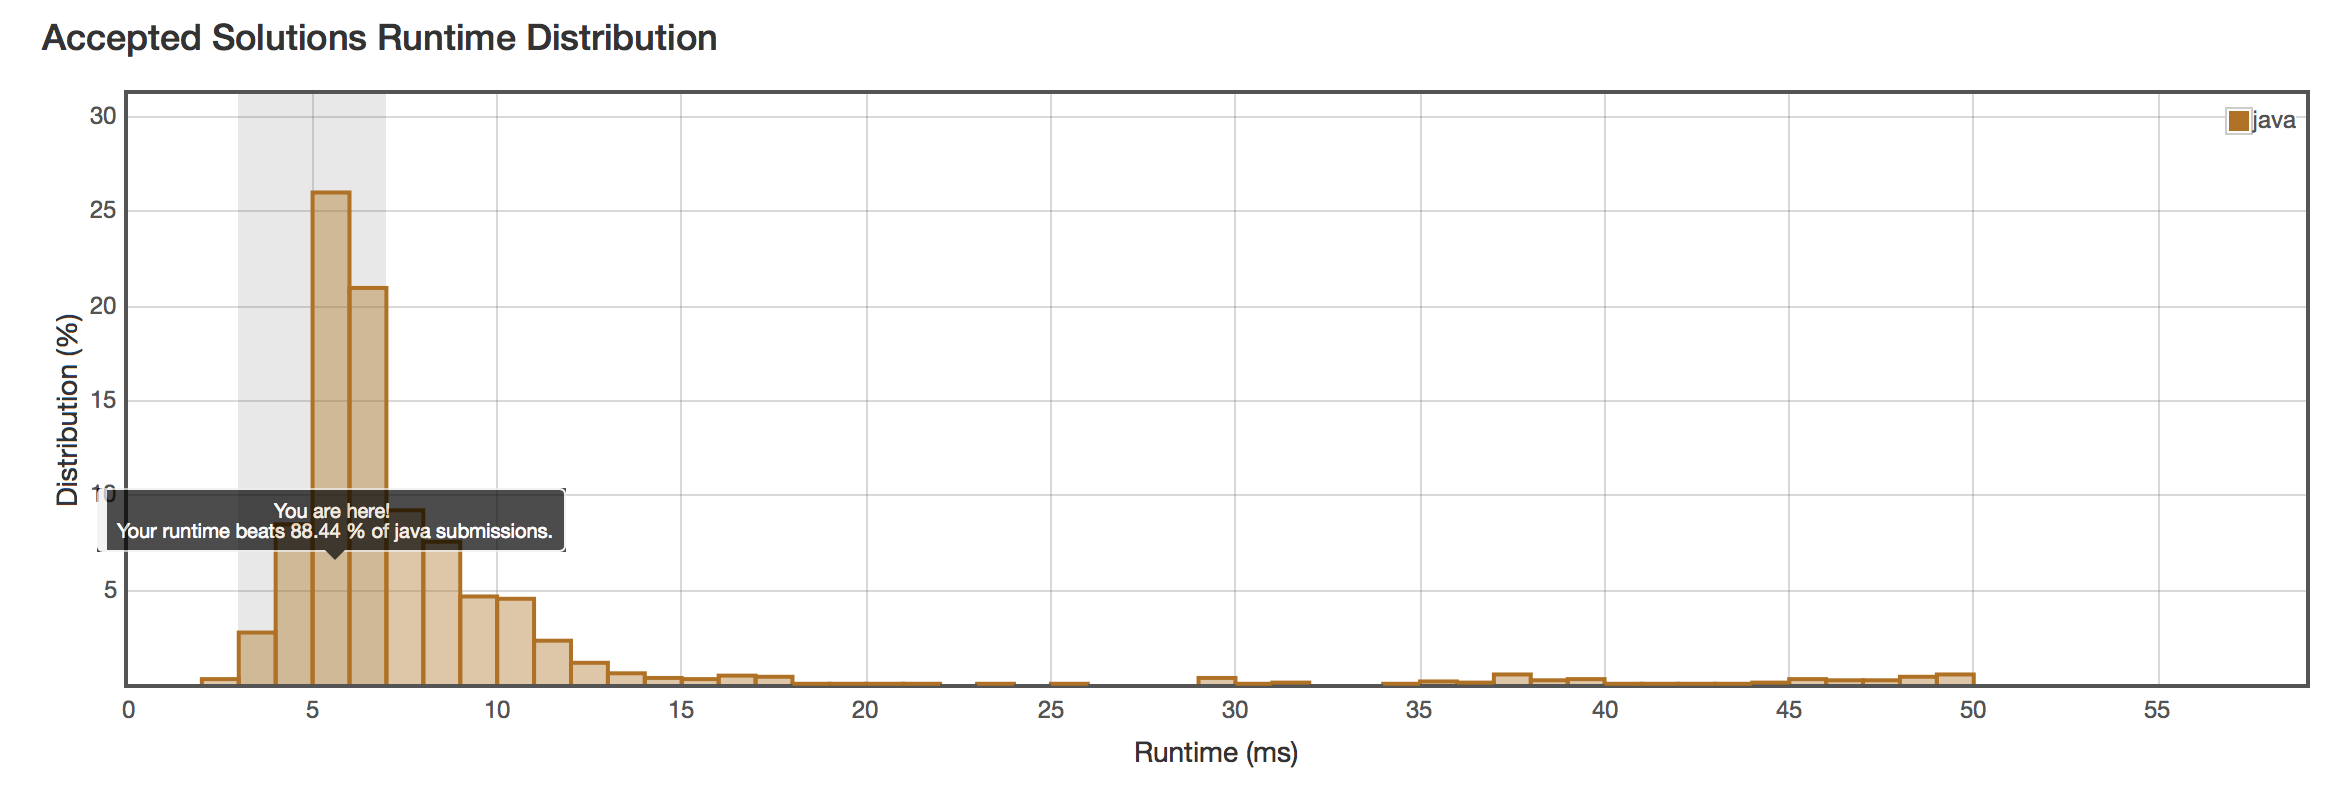 Accepted Solutions Runtime Distribution
30
25
20
15
10
5
Distribution (%)
java
You are here!
Your runtime beats 88.44 % of java submissions.
0 5 10 15 20 25 30 35 40 45 50 55
Runtime (ms)